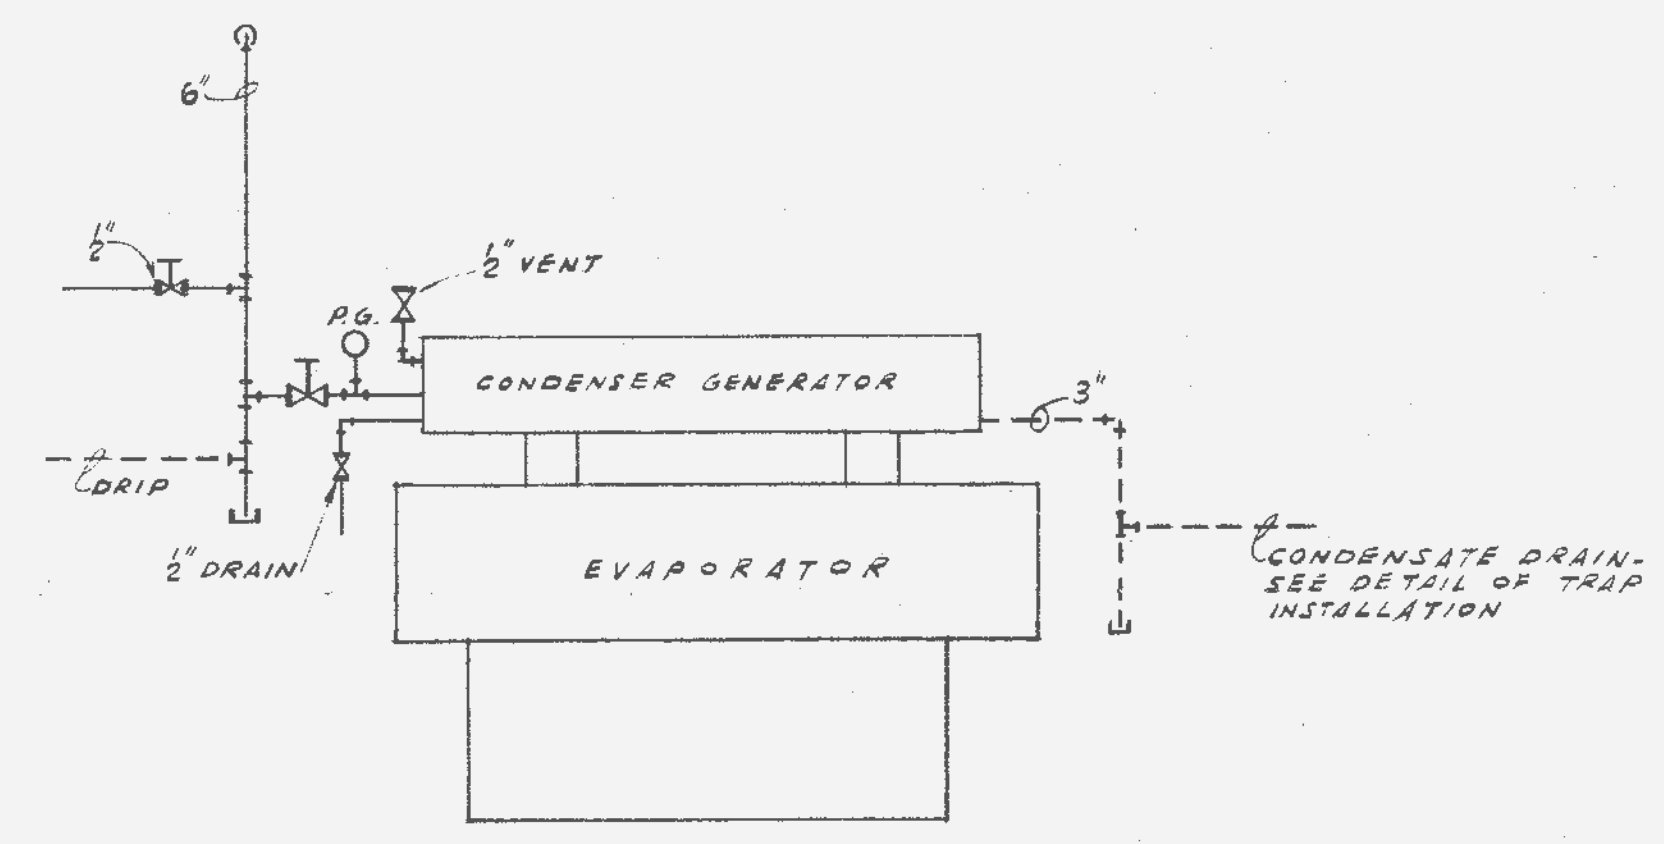 6"
1/2"
1/2" VENT
P.G.
CONDENSER GENERATOR
3"
DRIP
1/2" DRAIN
EVAPORATOR
CONDENSATE DRAIN-
SEE DETAIL OF TRAP
INSTALLATION